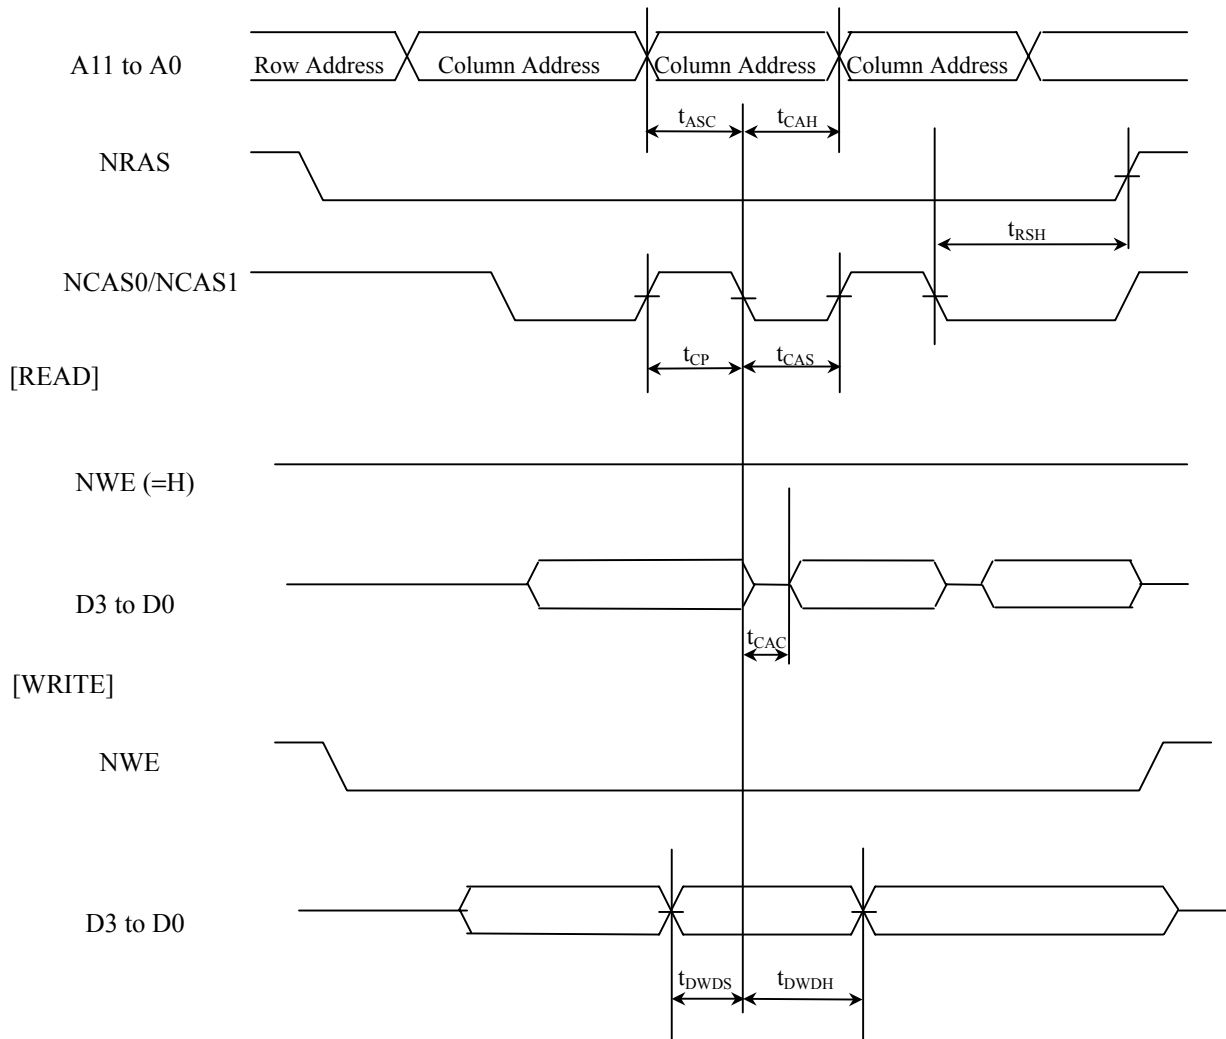 A11 to A0
Row Address Column Address Column Address Column Address
tASC tCAH
NRAS
tRSH
NCAS0/NCAS1
tCP tCAS
[READ]
NWE (=H)
D3 to D0
tCAC
[WRITE]
NWE
D3 to D0
tDWDS tDWDH